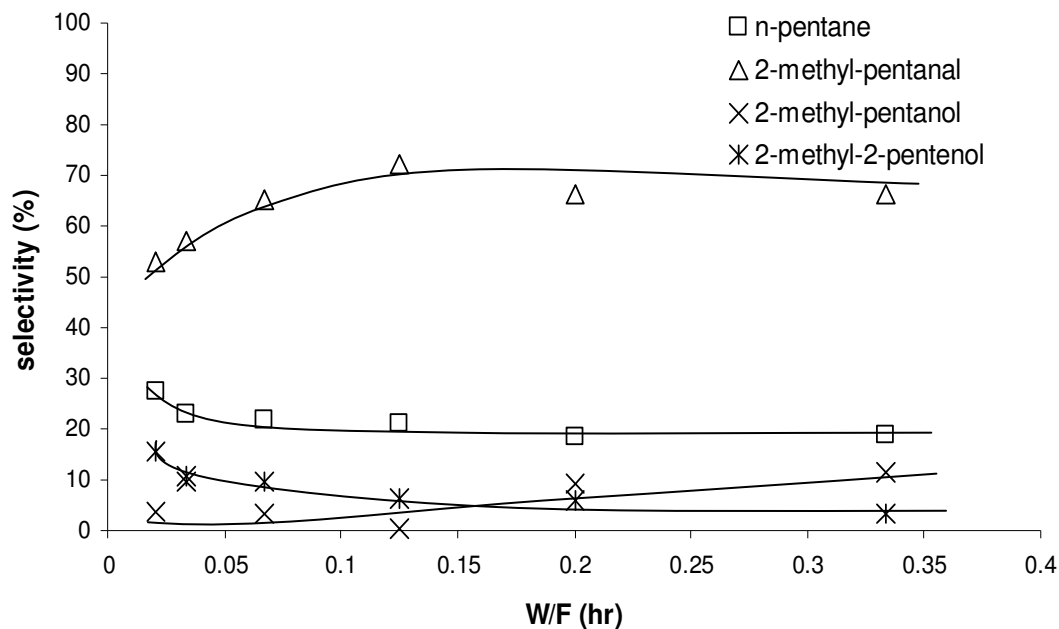 100
90
80
70
60
50
40
30
20
10
0
selectivity (%)
n-pentane
2-methyl-pentanal
2-methyl-pentanol
2-methyl-2-pentenol
0 0.05 0.1 0.15 0.2 0.25 0.3 0.35 0.4
W/F (hr)